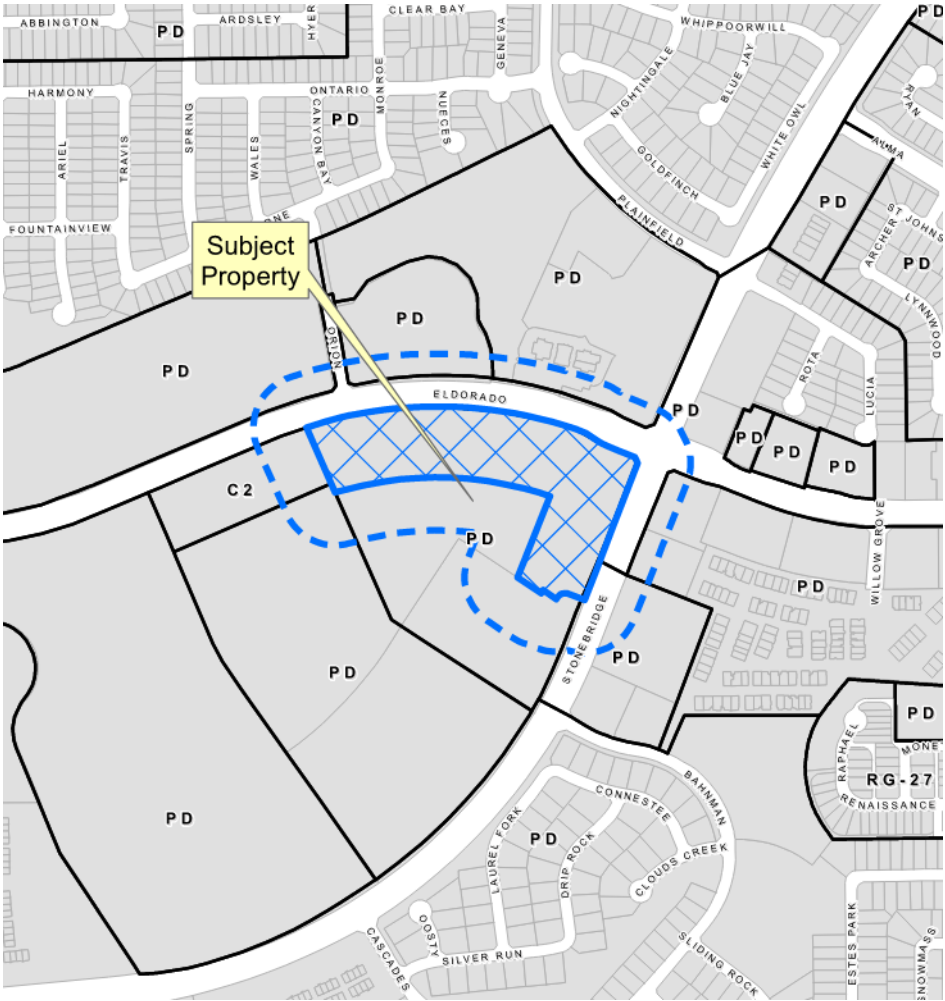 ABBINGTON
ARDSLEY
HYER
CLEAR BAY
GENEVA
WHIPPOORWILL
PD
PD
HARMONY
ONTARIO
MONROE
NUECES
NIGHTINGALE
BLUE JAY
RYAN
SPRING
CANYON BAY
PD
WHITE OWL
ALMA
ARIEL
TRAVIS
WALES
GOLDFINCH
PD
ST JOHNS
ARCHER
FOUNTAINVIEW
ONE
PLAINFIELD
Subject
Property
PD
PD
LYNNWOOD
PD
ORION
ROTA
PD
LUCIA
ELDORADO
PD
PD
PD
PD
C2
PD
WILLOW GROVE
PD
STONEBRIDGE
PD
PD
PD
RAPHAEL
MONE
RG-27
RENAISSANCE
PD
BAHNMAN
CONNESTEE
LAUREL FORK
PD
DRIP ROCK
CLOUDS CREEK
OOSTY
CASCADES
SILVER RUN
SLIDING ROCK
ESTES PARK
SNOWMASS